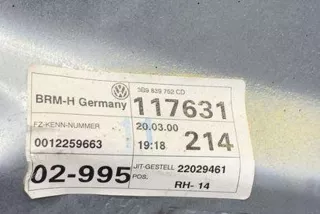 3B9 839 752 CD
BRM-H Germany 117631
FZ-KENN-NUMMER 20.03.00 214
0012259663 19:18
02-995 JIT-GESTELL 22029461
POS. RH- 14